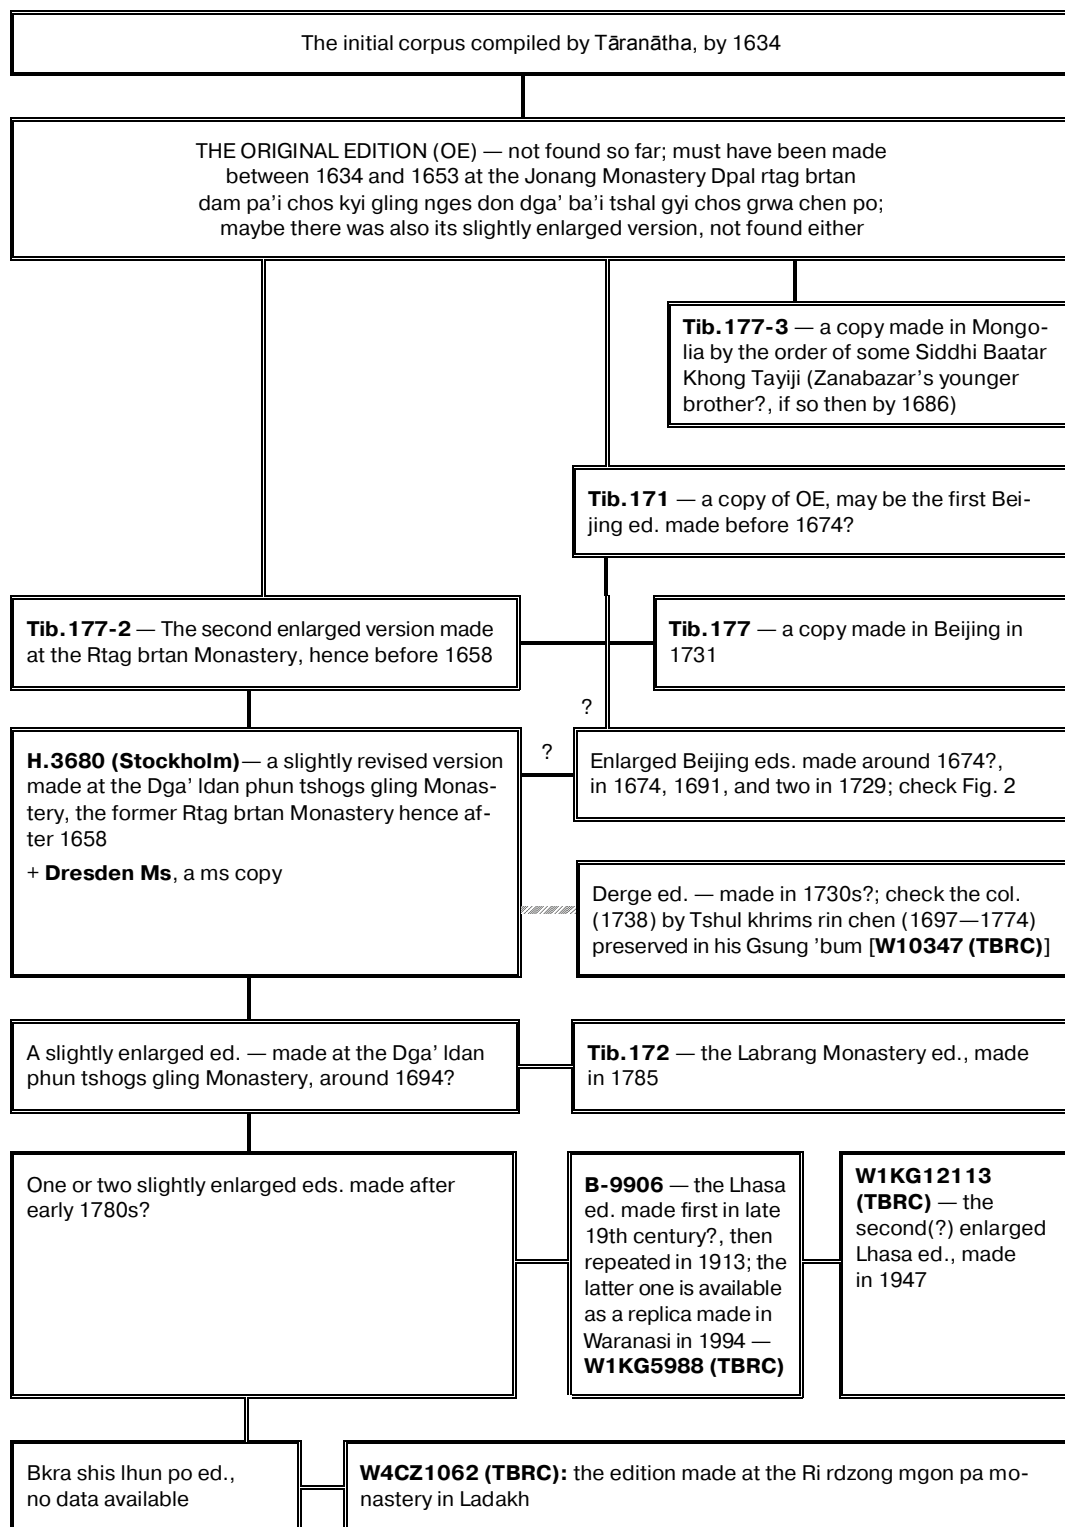 The initial corpus compiled by Tāranātha, by 1634
THE ORIGINAL EDITION (OE) — not found so far; must have been made
between 1634 and 1653 at the Jonang Monastery Dpal rtag brtan
dam pa’i chos kyi gling nges don dga’ ba’i tshal gyi chos grwa chen po;
maybe there was also its slightly enlarged version, not found either
Tib.177-3 — a copy made in Mongo-
lia by the order of some Siddhi Baatar
Khong Tayiji (Zanabazar’s younger
brother?, if so then by 1686)
Tib.171 — a copy of OE, may be the first Bei-
jing ed. made before 1674?
Tib.177-2 — The second enlarged version made
at the Rtag brtan Monastery, hence before 1658
Tib.177 — a copy made in Beijing in
1731
?
H.3680 (Stockholm)— a slightly revised version
made at the Dga’ ldan phun tshogs gling Monas-
tery, the former Rtag brtan Monastery hence af-
ter 1658
+ Dresden Ms, a ms copy
?
Enlarged Beijing eds. made around 1674?,
in 1674, 1691, and two in 1729; check Fig. 2
Derge ed. — made in 1730s?; check the col.
(1738) by Tshul khrims rin chen (1697—1774)
preserved in his Gsung ’bum [W10347 (TBRC)]
A slightly enlarged ed. — made at the Dga’ ldan
phun tshogs gling Monastery, around 1694?
Tib.172 — the Labrang Monastery ed., made
in 1785
One or two slightly enlarged eds. made after
early 1780s?
B-9906 — the Lhasa
ed. made first in late
19th century?, then
repeated in 1913; the
latter one is available
as a replica made in
Waranasi in 1994 —
W1KG5988 (TBRC)
W1KG12113
(TBRC) — the
second(?) enlarged
Lhasa ed., made
in 1947
Bkra shis lhun po ed.,
no data available
W4CZ1062 (TBRC): the edition made at the Ri rdzong mgon pa mo-
nastery in Ladakh